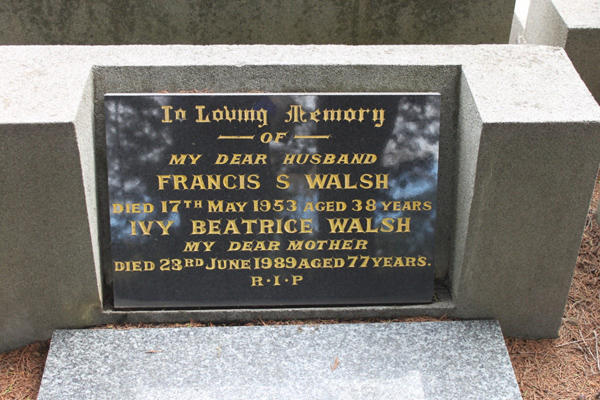 In Loving Memory
OF
MY DEAR HUSBAND
FRANCIS S WALSH
DIED 17TH MAY 1953 AGED 38 YEARS
IVY BEATRICE WALSH
MY DEAR MOTHER
DIED 23RD JUNE 1989 AGED 77 YEARS.
R·I·P